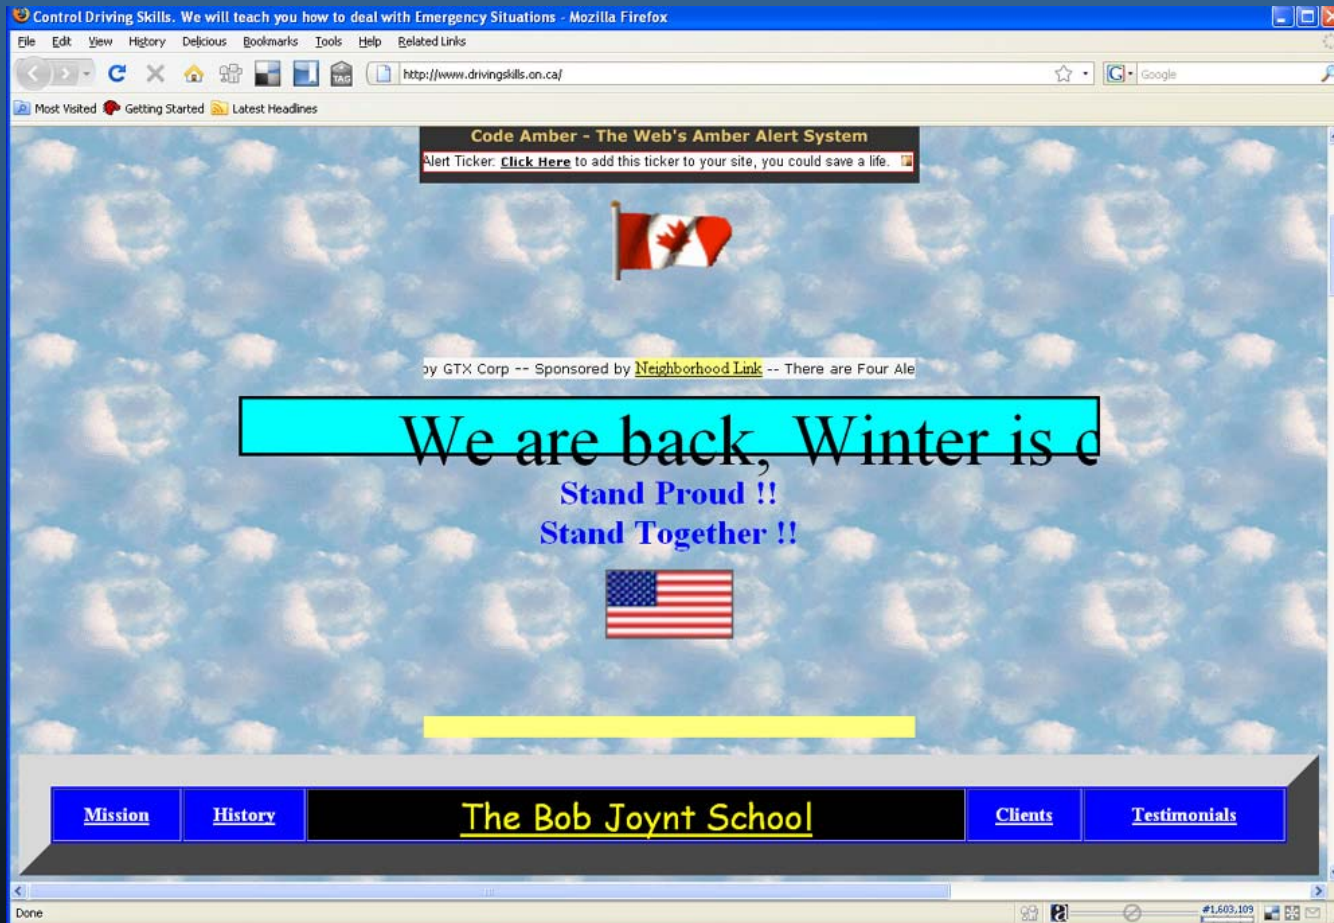 Control Driving Skills. We will teach you how to deal with Emergency Situations - Mozilla Firefox
File Edit View History Delicious Bookmarks Tools Help Related Links
TAG http://www.drivingskills.on.ca/ G Google
Most Visited Getting Started Latest Headlines
Code Amber - The Web's Amber Alert System
Alert Ticker: Click Here to add this ticker to your site, you could save a life.
by GTX Corp -- Sponsored by Neighborhood Link -- There are Four Ale
We are back, Winter is c
Stand Proud !!
Stand Together !!
Mission History The Bob Joynt School Clients Testimonials
Done #1,603,109